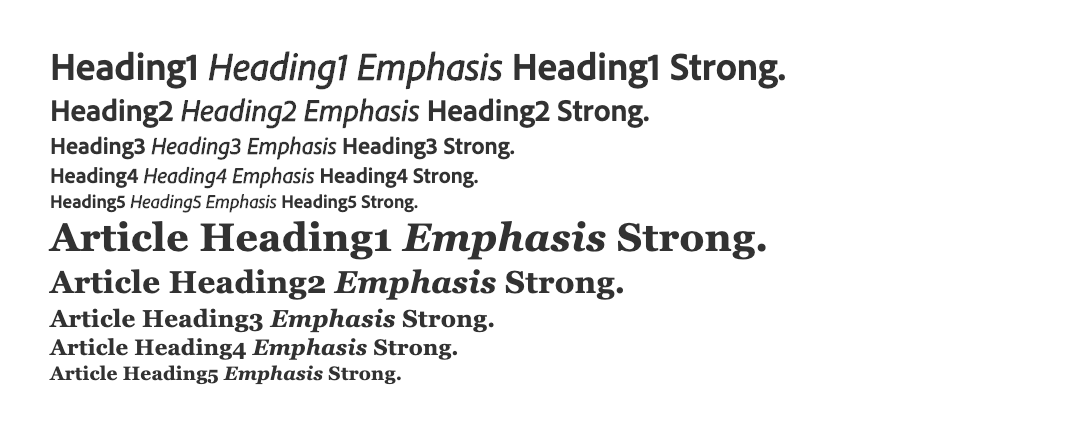 Heading1 Heading1 Emphasis Heading1 Strong.
Heading2 Heading2 Emphasis Heading2 Strong.
Heading3 Heading3 Emphasis Heading3 Strong.
Heading4 Heading4 Emphasis Heading4 Strong.
Heading5 Heading5 Emphasis Heading5 Strong.
Article Heading1 Emphasis Strong.
Article Heading2 Emphasis Strong.
Article Heading3 Emphasis Strong.
Article Heading4 Emphasis Strong.
Article Heading5 Emphasis Strong.